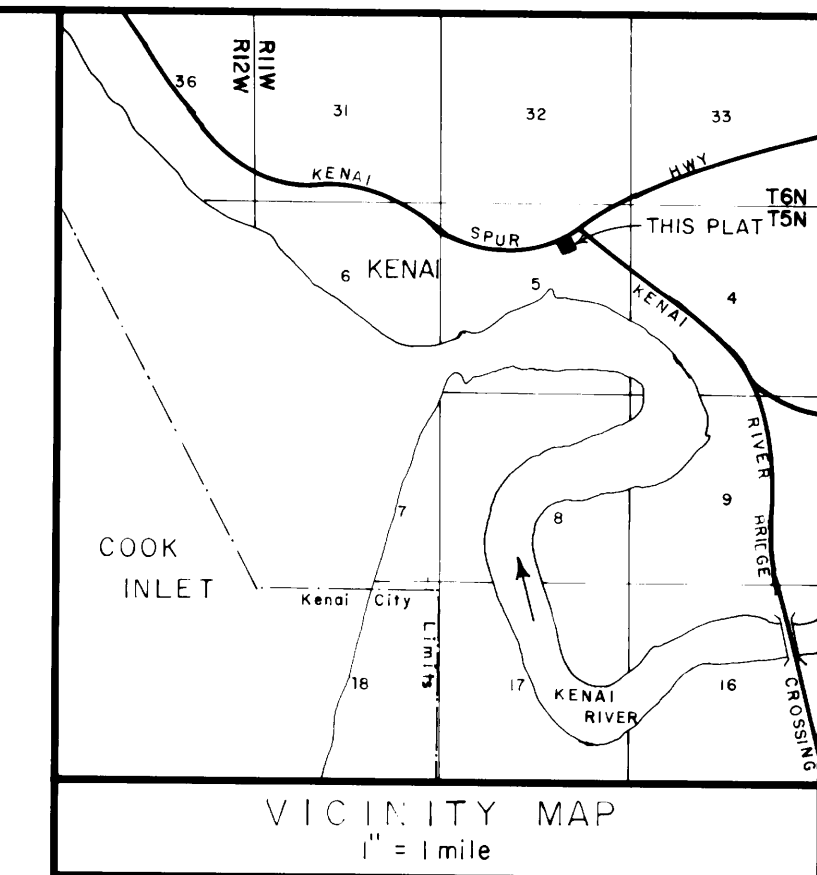 R12W
R11W
36
31
32
33
KENAI SPUR HWY
T6N
T5N
THIS PLAT
6
KENAI
5
4
KENAI RIVER BRIDGE CROSSING
7
8
9
COOK
INLET
Kenai City Limits
18
17
16
KENAI
RIVER
VICINITY MAP
1" = 1 mile